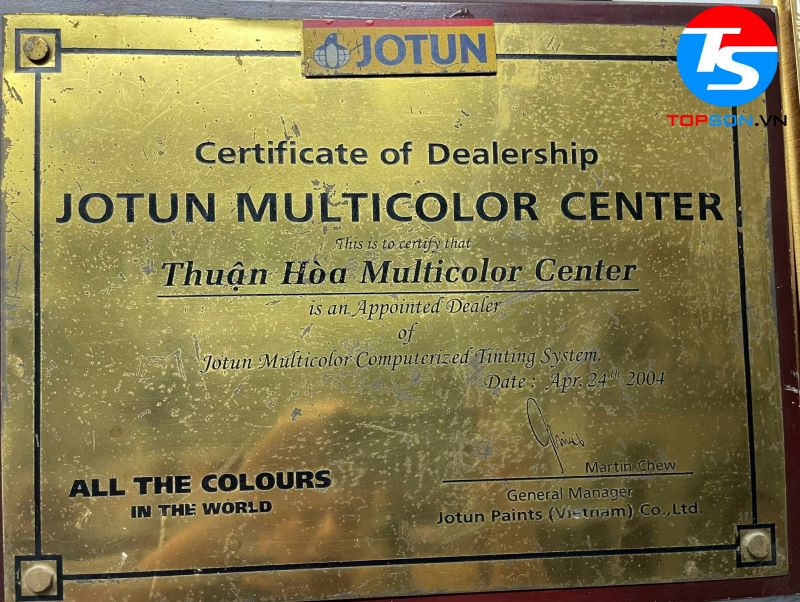 JOTUN
TS
TOPSON.VN
Certificate of Dealership
JOTUN MULTICOLOR CENTER
This is to certify that
Thuận Hòa Multicolor Center
is an Appointed Dealer
of
Jotun Multicolor Computerized Tinting System.
Date : Apr. 24th 2004
Martin Chew
General Manager
Jotun Paints (Vietnam) Co.,Ltd.
ALL THE COLOURS
IN THE WORLD